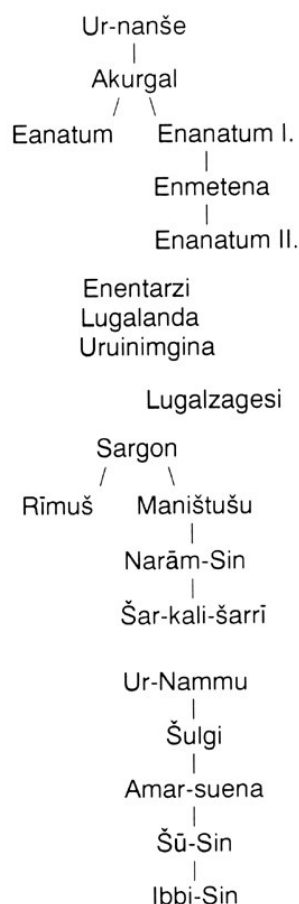 Ur-nanše
Akurgal
Eanatum Enanatum I.
Enmetena
Enanatum II.
Enentarzi
Lugalanda
Uruinimgina
Lugalzagesi
Sargon
Rīmuš Maništušu
Narām-Sin
Šar-kali-šarrī
Ur-Nammu
Šulgi
Amar-suena
Šū-Sin
Ibbi-Sin